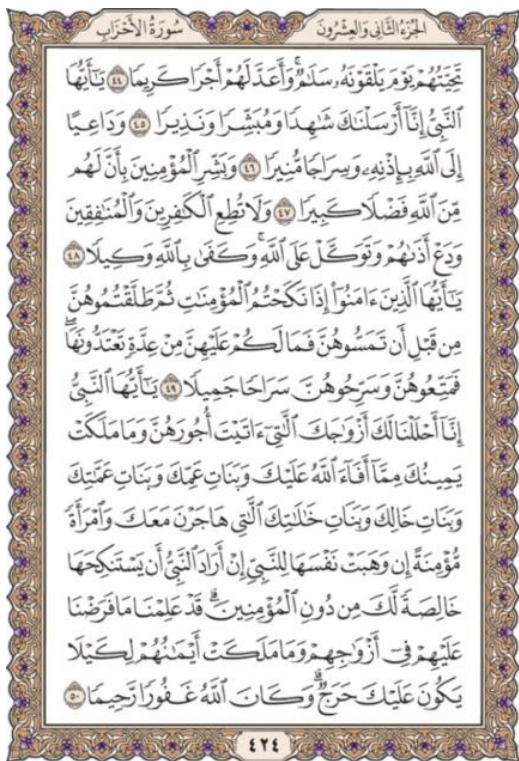 الجزء الثانی والعشرون
سورة الأحزاب
تَحِيَّتُهُمْ يَوْمَ يَلْقَوْنَهُۥ سَلَٰمٌۚ وَأَعَدَّ لَهُمْ أَجْرًا كَرِيمًا ۝٤٤ يَٰٓأَيُّهَا
النَّبِىُّ إِنَّآ أَرْسَلْنَٰكَ شَٰهِدًا وَمُبَشِّرًا وَنَذِيرًا ۝٤٥ وَدَاعِيًا
إِلَى ٱللَّهِ بِإِذْنِهِۦ وَسِرَاجًا مُّنِيرًا ۝٤٦ وَبَشِّرِ ٱلْمُؤْمِنِينَ بِأَنَّ لَهُم
مِّنَ ٱللَّهِ فَضْلًا كَبِيرًا ۝٤٧ وَلَا تُطِعِ ٱلْكَٰفِرِينَ وَٱلْمُنَٰفِقِينَ
وَدَعْ أَذَىٰهُمْ وَتَوَكَّلْ عَلَى ٱللَّهِۚ وَكَفَىٰ بِٱللَّهِ وَكِيلًا ۝٤٨
يَٰٓأَيُّهَا ٱلَّذِينَ ءَامَنُوٓا۟ إِذَا نَكَحْتُمُ ٱلْمُؤْمِنَٰتِ ثُمَّ طَلَّقْتُمُوهُنَّ
مِن قَبْلِ أَن تَمَسُّوهُنَّ فَمَا لَكُمْ عَلَيْهِنَّ مِنْ عِدَّةٍ تَعْتَدُّونَهَاۖ
فَمَتِّعُوهُنَّ وَسَرِّحُوهُنَّ سَرَاحًا جَمِيلًا ۝٤٩ يَٰٓأَيُّهَا ٱلنَّبِىُّ
إِنَّآ أَحْلَلْنَا لَكَ أَزْوَٰجَكَ ٱلَّٰتِىٓ ءَاتَيْتَ أُجُورَهُنَّ وَمَا مَلَكَتْ
يَمِينُكَ مِمَّآ أَفَآءَ ٱللَّهُ عَلَيْكَ وَبَنَاتِ عَمِّكَ وَبَنَاتِ عَمَّٰتِكَ
وَبَنَاتِ خَالِكَ وَبَنَاتِ خَٰلَٰتِكَ ٱلَّٰتِى هَاجَرْنَ مَعَكَ وَٱمْرَأَةً
مُّؤْمِنَةً إِن وَهَبَتْ نَفْسَهَا لِلنَّبِىِّ إِنْ أَرَادَ ٱلنَّبِىُّ أَن يَسْتَنكِحَهَا
خَالِصَةً لَّكَ مِن دُونِ ٱلْمُؤْمِنِينَۗ قَدْ عَلِمْنَا مَا فَرَضْنَا
عَلَيْهِمْ فِىٓ أَزْوَٰجِهِمْ وَمَا مَلَكَتْ أَيْمَٰنُهُمْ لِكَيْلَا
يَكُونَ عَلَيْكَ حَرَجٌۗ وَكَانَ ٱللَّهُ غَفُورًا رَّحِيمًا ۝٥٠
٤٢٤